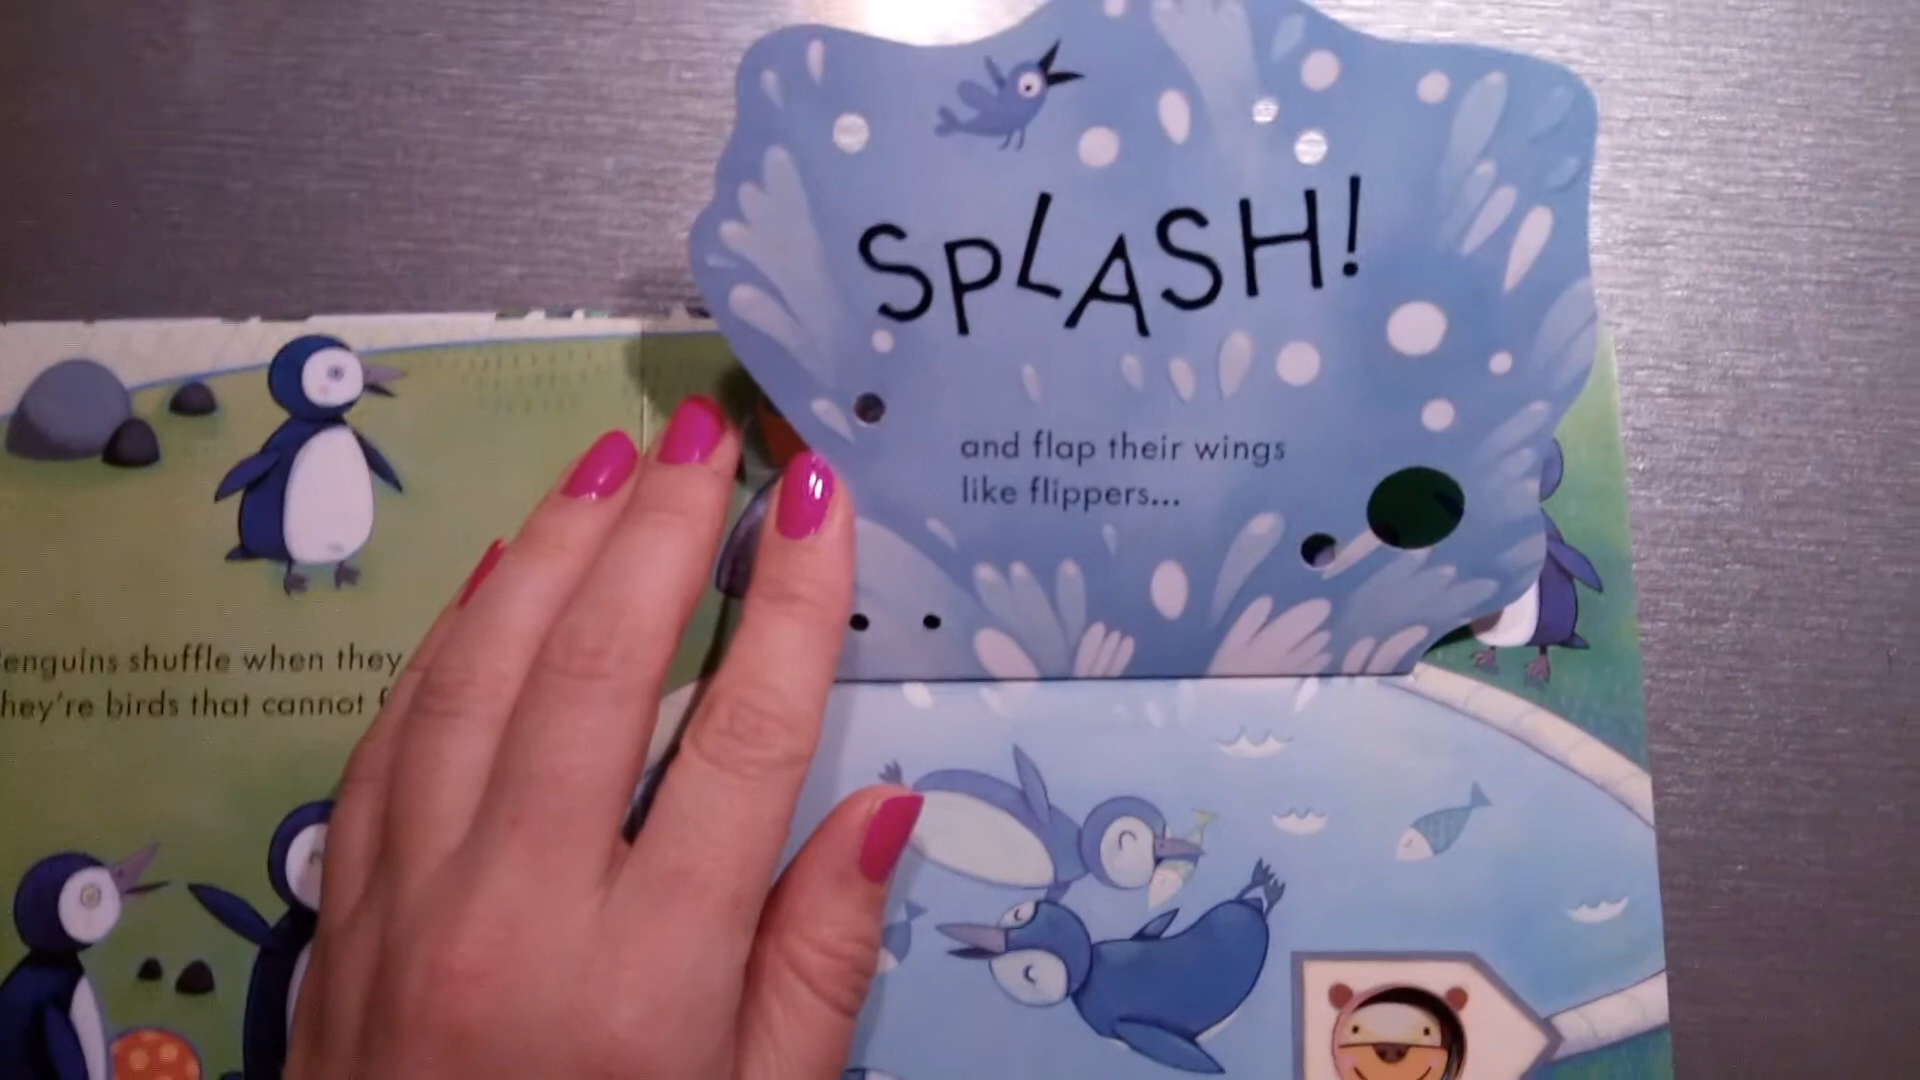 SPLASH!
and flap their wings
like flippers...
enguins shuffle when they
hey're birds that cannot